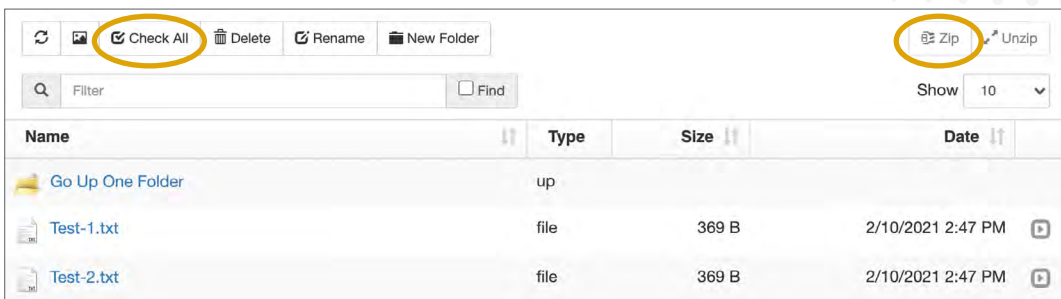 Check All Delete Rename New Folder Zip Unzip
Filter Find Show 10
Name Type Size Date
Go Up One Folder up
Test-1.txt file 369 B 2/10/2021 2:47 PM
Test-2.txt file 369 B 2/10/2021 2:47 PM